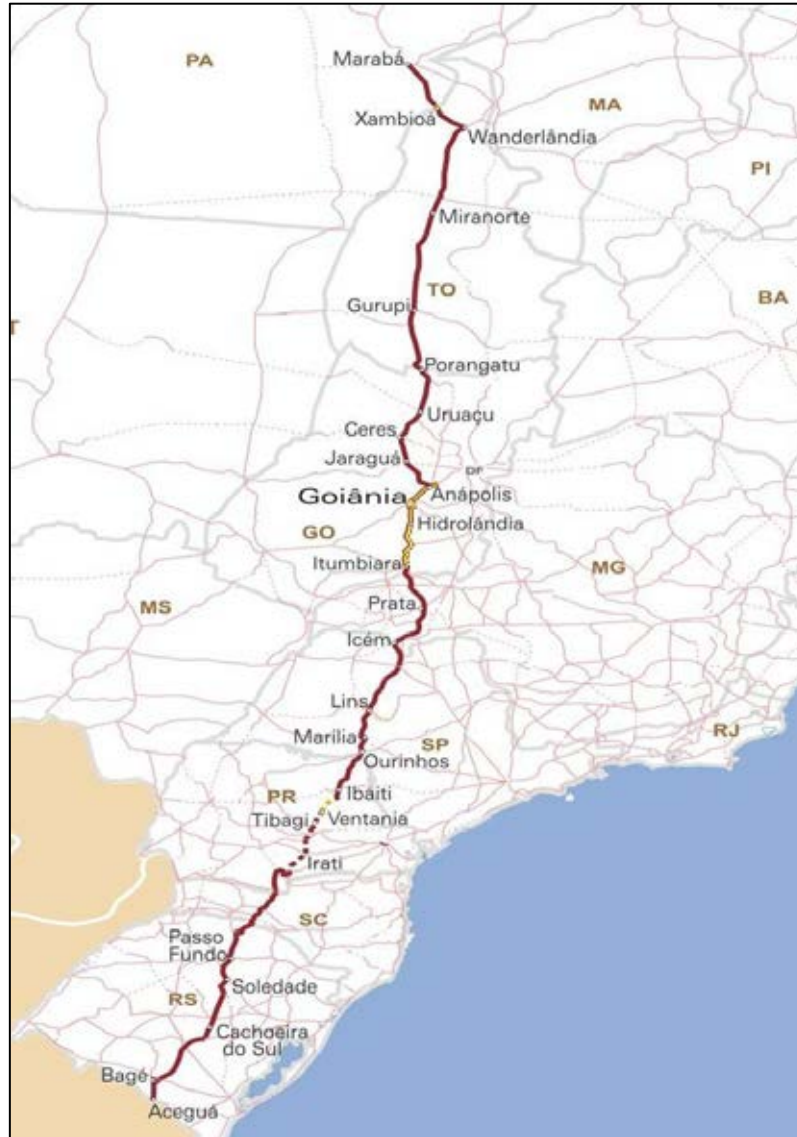 PA
Marabá
MA
Xambioá
Wanderlândia
PI
Miranorte
TO
BA
Gurupi
T
Porangatu
Uruaçu
Ceres
Jaraguá
DF
Anápolis
Goiânia
Hidrolândia
GO
Itumbiara
MG
Prata
MS
Icém
Lins
RJ
Marília
SP
Ourinhos
PR
Ibaiti
Tibagi
Ventania
Irati
SC
Passo
Fundo
Soledade
RS
Cachoeira
do Sul
Bagé
Aceguá